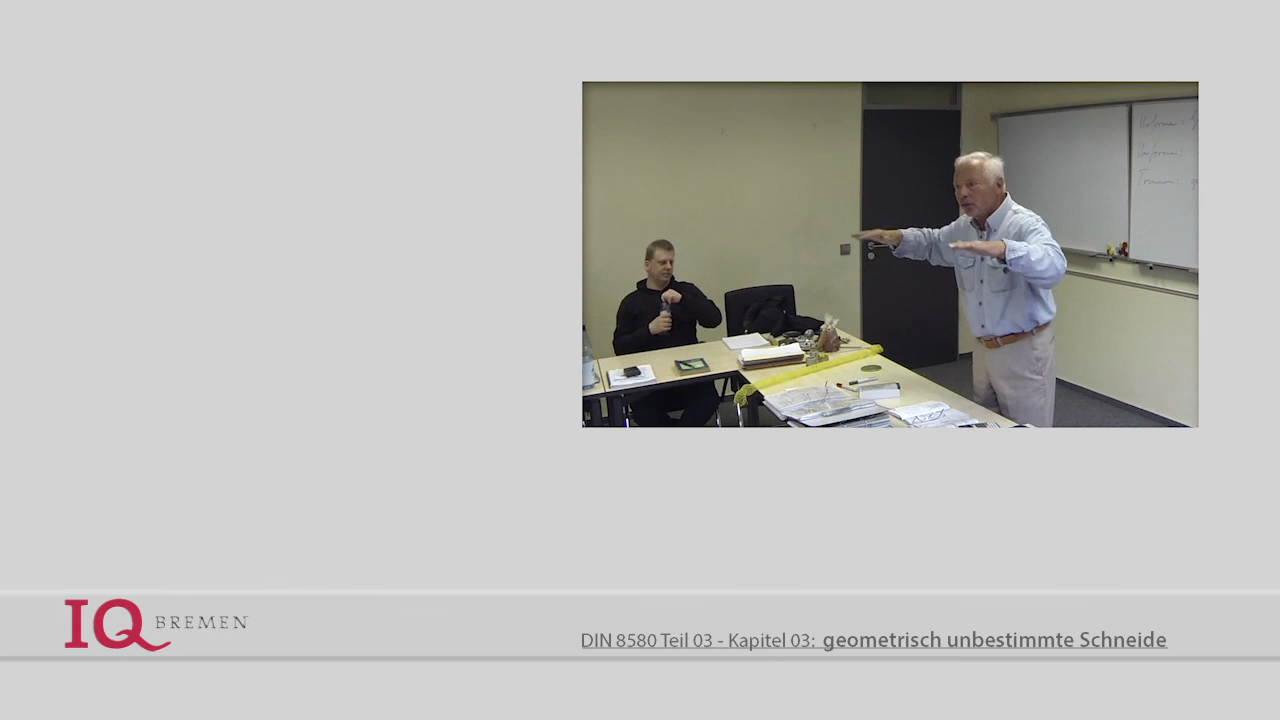 IQ BREMEN
DIN 8580 Teil 03 - Kapitel 03: geometrisch unbestimmte Schneide